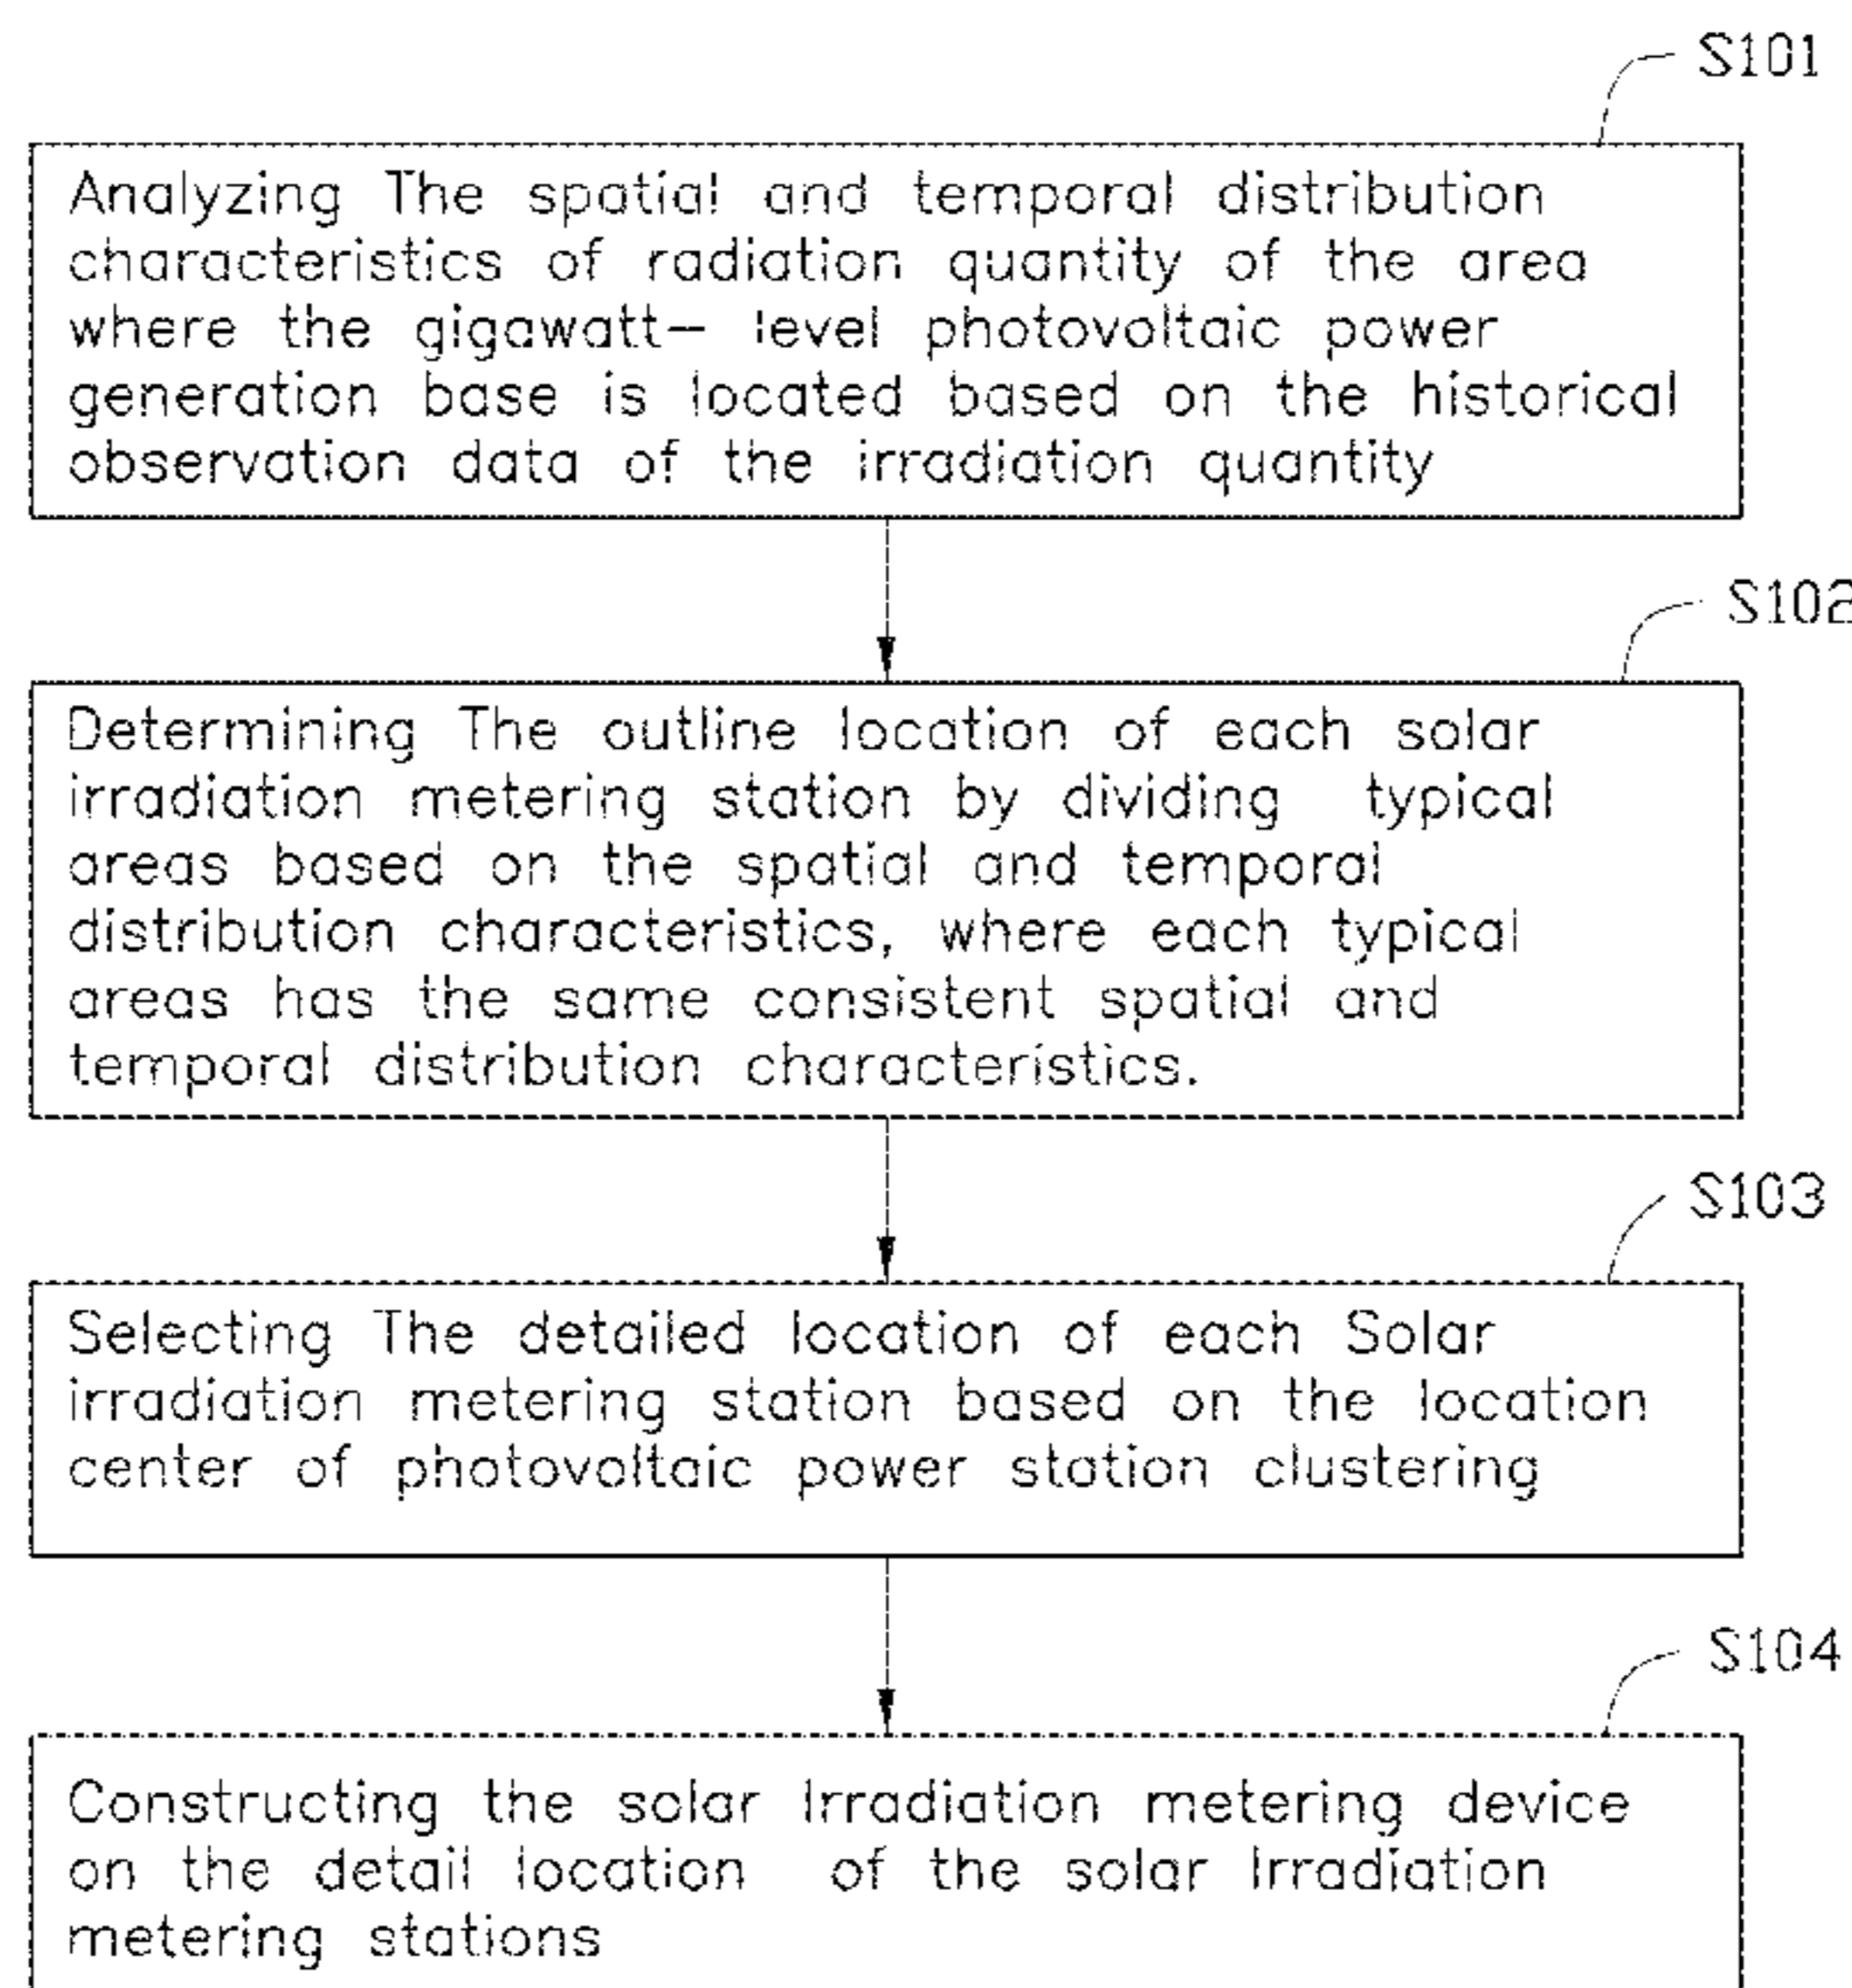 S101
Analyzing The spatial and temporal distribution
characteristics of radiation quantity of the area
where the gigawatt- level photovoltaic power
generation base is located based on the historical
observation data of the irradiation quantity
S102
Determining The outline location of each solar
irradiation metering station by dividing typical
areas based on the spatial and temporal
distribution characteristics, where each typical
areas has the same consistent spatial and
temporal distribution characteristics.
S103
Selecting The detailed location of each Solar
irradiation metering station based on the location
center of photovoltaic power station clustering
S104
Constructing the solar Irradiation metering device
on the detail location of the solar Irradiation
metering stations